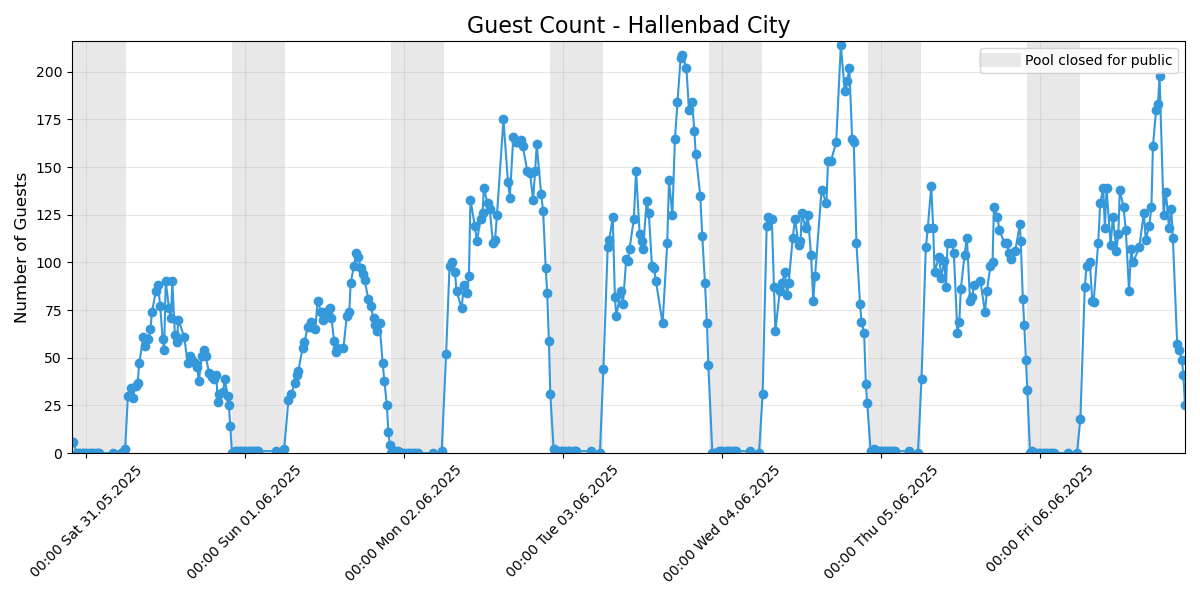 Guest Count - Hallenbad City
Pool closed for public
Number of Guests
200
175
150
125
100
75
50
25
0
00:00 Sat 31.05.2025
00:00 Sun 01.06.2025
00:00 Mon 02.06.2025
00:00 Tue 03.06.2025
00:00 Wed 04.06.2025
00:00 Thu 05.06.2025
00:00 Fri 06.06.2025